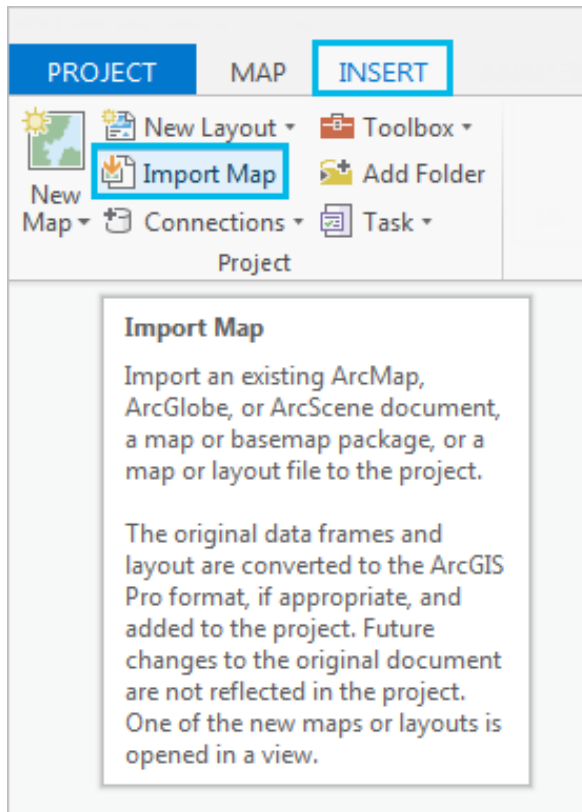 PROJECT MAP INSERT
New Layout Toolbox
Import Map Add Folder
New
Map Connections Task
Project
Import Map
Import an existing ArcMap,
ArcGlobe, or ArcScene document,
a map or basemap package, or a
map or layout file to the project.
The original data frames and
layout are converted to the ArcGIS
Pro format, if appropriate, and
added to the project. Future
changes to the original document
are not reflected in the project.
One of the new maps or layouts is
opened in a view.